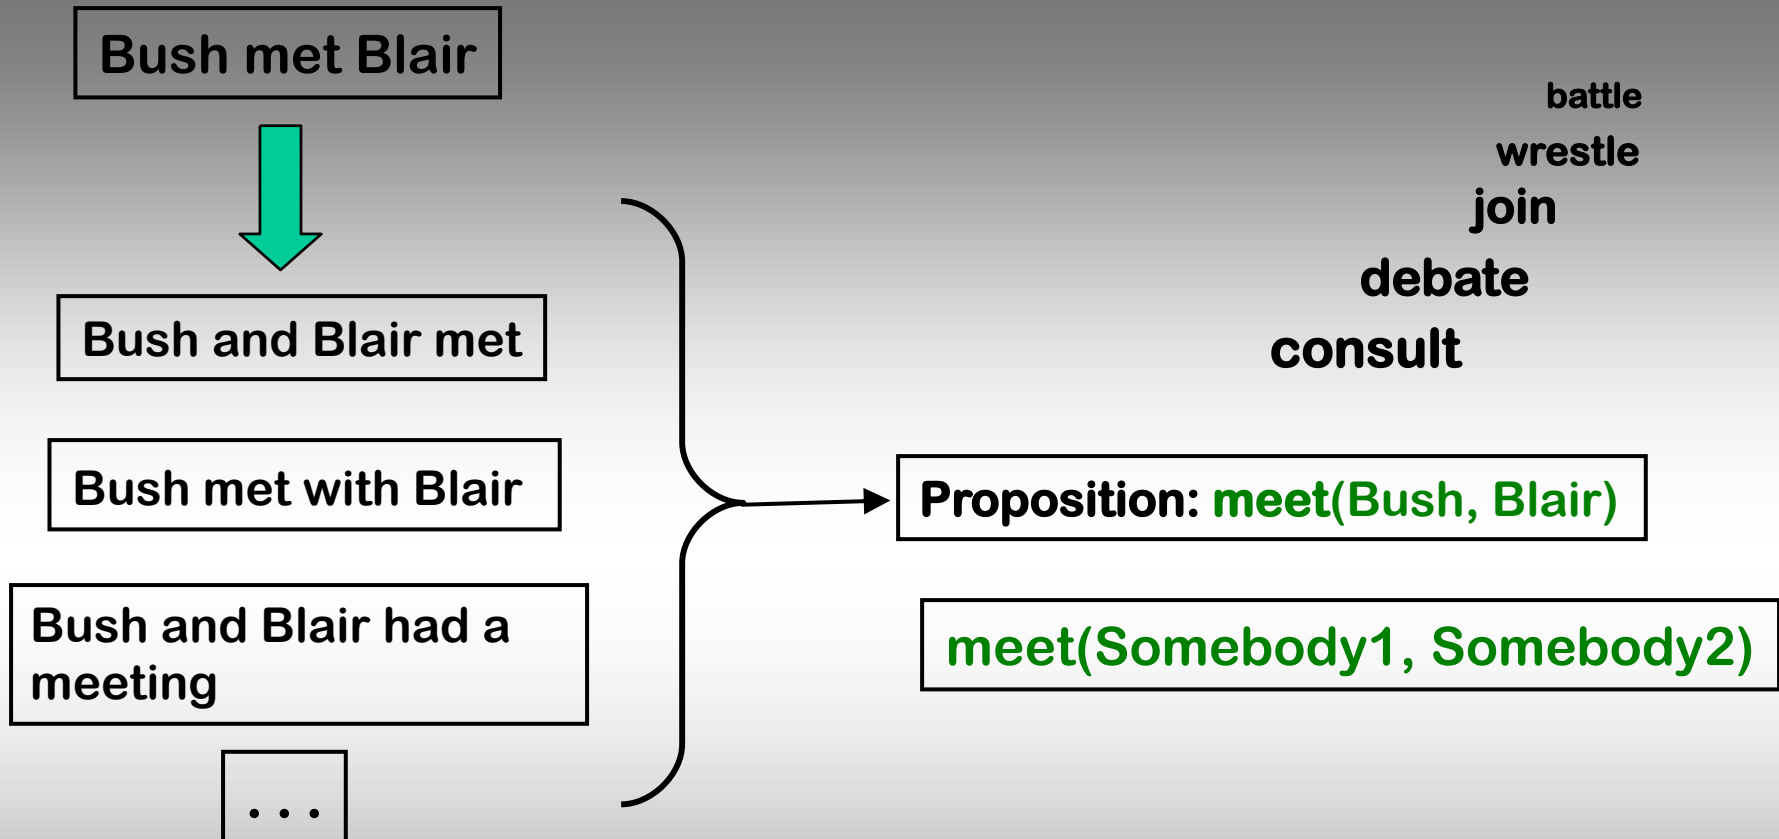 Bush met Blair
battle
wrestle
join
debate
consult
Bush and Blair met
Bush met with Blair
Proposition: meet(Bush, Blair)
Bush and Blair had a
meeting
meet(Somebody1, Somebody2)
. . .